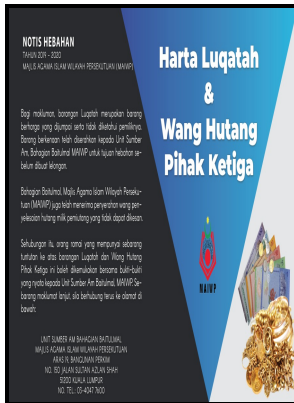 NOTIS HEBAHAN
TAHUN 2019 - 2020
MAJLIS AGAMA ISLAM WILAYAH PERSEKUTUAN (MAIWP)
Bagi makluman, barangan Luqatah merupakan barang
berharga yang dijumpai serta tidak diketahui pemiliknya.
Barang berkenaan telah diserahkan kepada Unit Sumber
Am, Bahagian Baitulmal MAIWP untuk tujuan hebahan se-
belum dibuat lelongan.
Bahagian Baitulmal, Majlis Agama Islam Wilayah Perseku-
tuan (MAIWP) juga telah menerima penyerahan wang pen-
yelesaian hutang milik pemiutang yang tidak dapat dikesan.
Sehubungan itu, orang ramai yang mempunyai sebarang
tuntutan ke atas barangan Luqatah dan Wang Hutang
Pihak Ketiga ini boleh dikemukakan bersama bukti-bukti
yang nyata kepada Unit Sumber Am Baitulmal, MAIWP. Se-
barang maklumat lanjut, sila berhubung terus ke alamat di
bawah:
UNIT SUMBER AM BAHAGIAN BAITULMAL
MAJLIS AGAMA ISLAM WILAYAH PERSEKUTUAN
ARAS 11, BANGUNAN PERKIM
NO. 150 JALAN SULTAN AZLAN SHAH
51200 KUALA LUMPUR
NO. TEL.: 03-4047 7600
Harta Luqatah
&
Wang Hutang
Pihak Ketiga
MAIWP